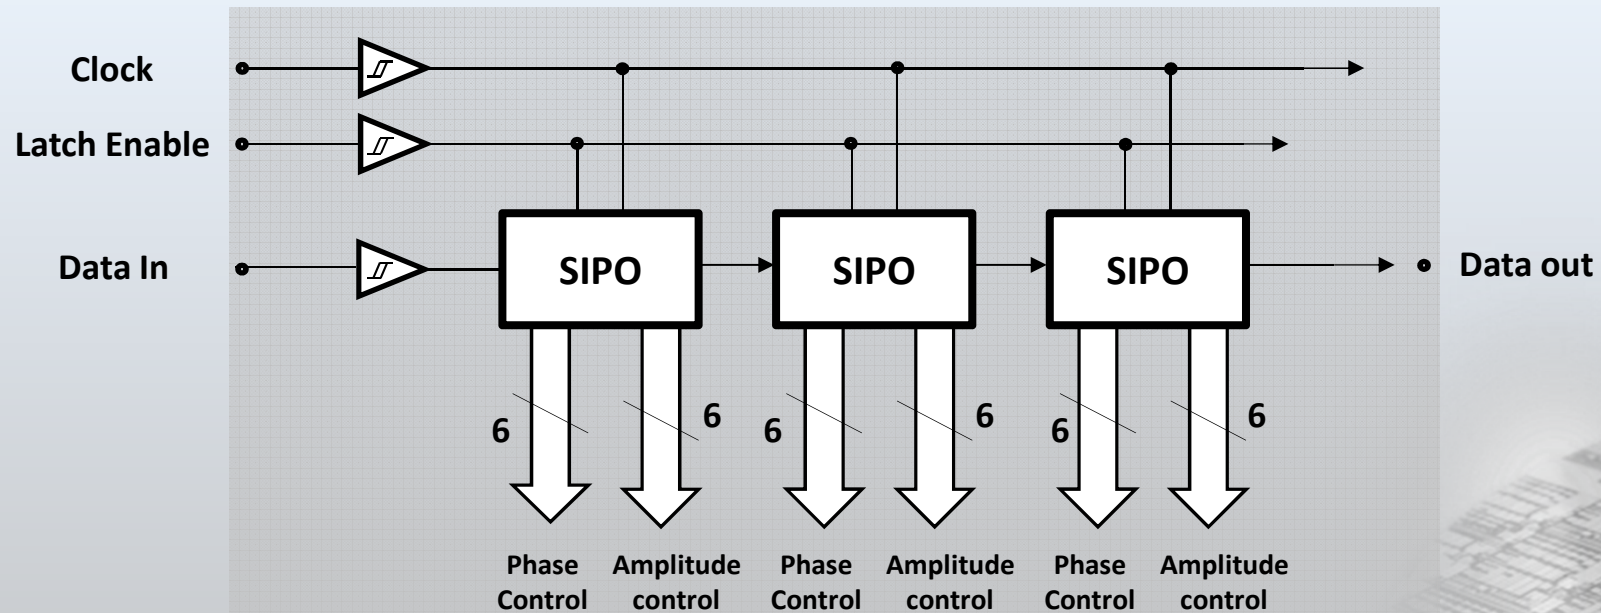 Clock
Latch Enable
Data In
SIPO
SIPO
SIPO
Data out
6
6
6
6
6
6
Phase
Control
Amplitude
control
Phase
Control
Amplitude
control
Phase
Control
Amplitude
control